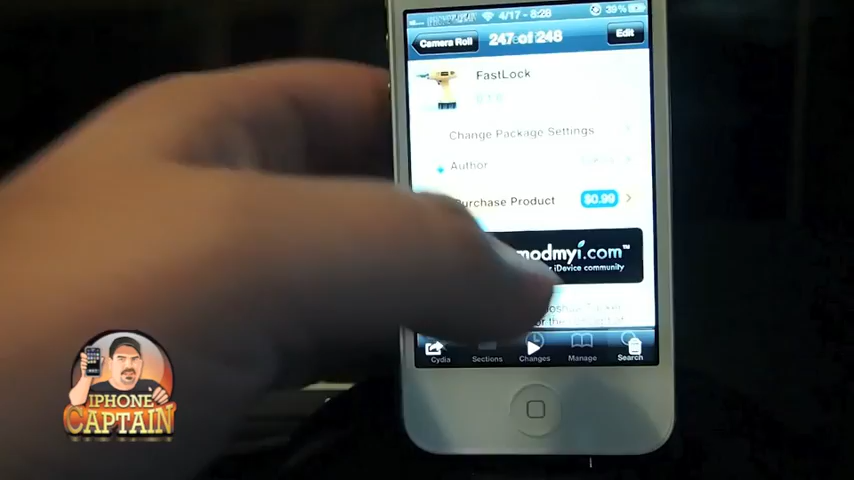 4/17 - 8:28
39%
Camera Roll
247 of 248
Edit
FastLock
Change Package Settings
Author
Purchase Product
$0.99
modmyi.com™
iDevice community
Cydia
Sections
Changes
Manage
Search
IPHONE
CAPTAIN